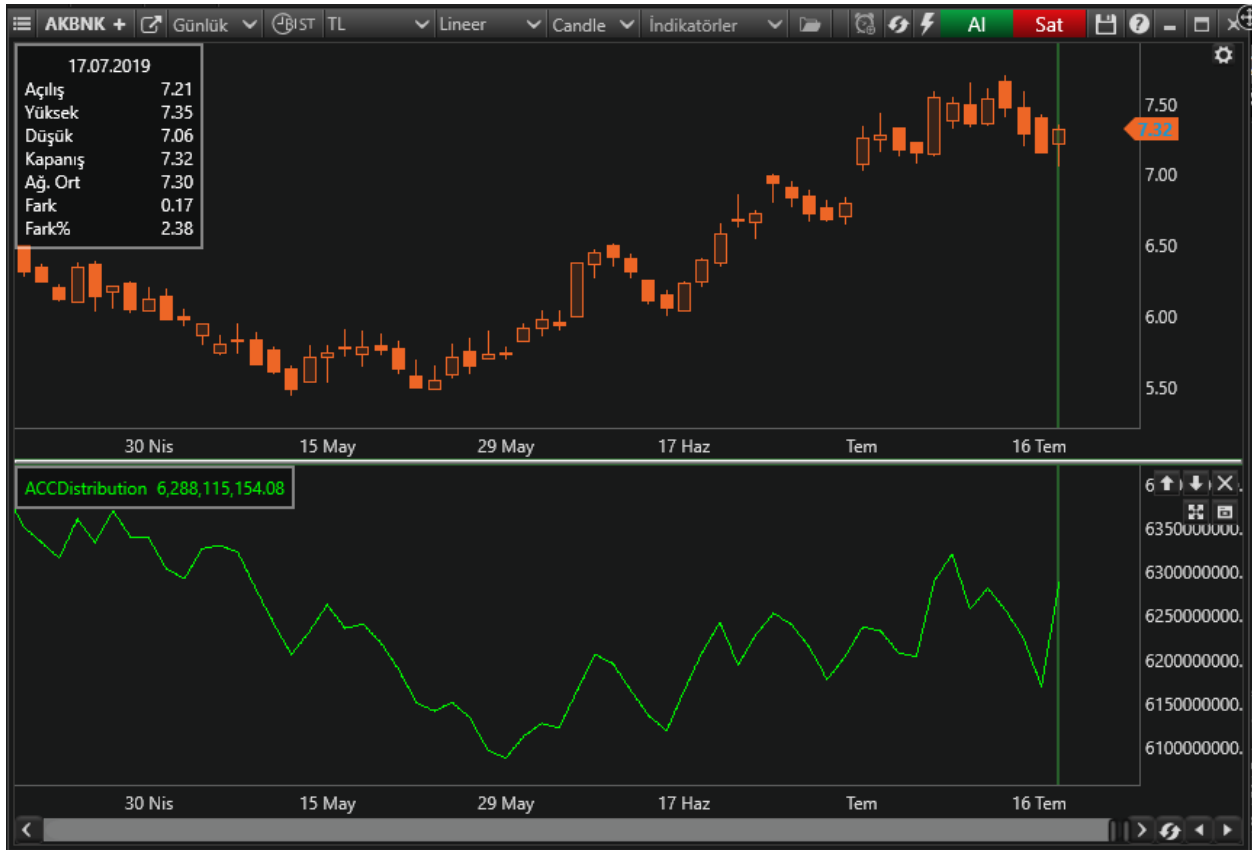 AKBNK + Günlük BIST TL Lineer Candle İndikatörler Al Sat
17.07.2019
Açılış 7.21
Yüksek 7.35
Düşük 7.06
Kapanış 7.32
Ağ. Ort 7.30
Fark 0.17
Fark% 2.38
7.50
7.32
7.00
6.50
6.00
5.50
30 Nis 15 May 29 May 17 Haz Tem 16 Tem
ACCDistribution 6,288,115,154.08
6350000000.
6300000000.
6250000000.
6200000000.
6150000000.
6100000000.
30 Nis 15 May 29 May 17 Haz Tem 16 Tem